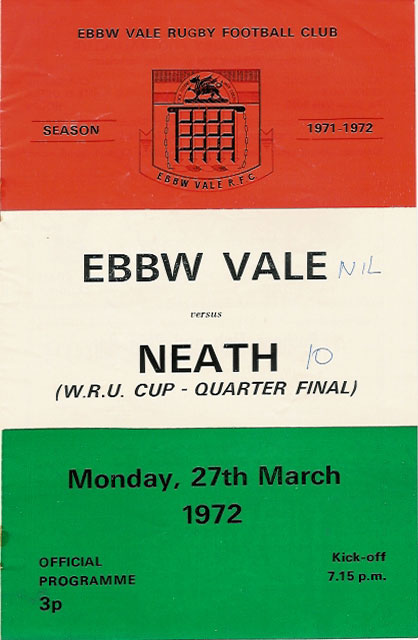 EBBW VALE RUGBY FOOTBALL CLUB
SEASON
1971-1972
EBBW VALE R.F.C
EBBW VALE NIL
versus
NEATH 10
(W.R.U. CUP - QUARTER FINAL)
Monday, 27th March
1972
OFFICIAL
PROGRAMME
3p
Kick-off
7.15 p.m.